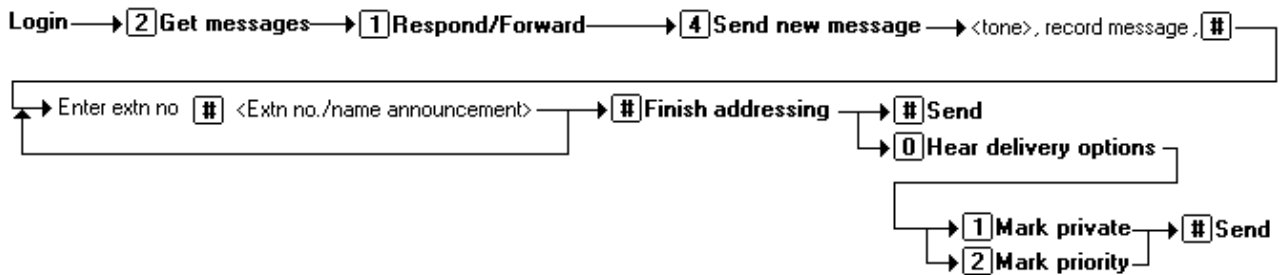 Login 2 Get messages 1 Respond/Forward 4 Send new message <tone>, record message , #
Enter extn no # <Extn no./name announcement> # Finish addressing # Send
0 Hear delivery options
1 Mark private # Send
2 Mark priority